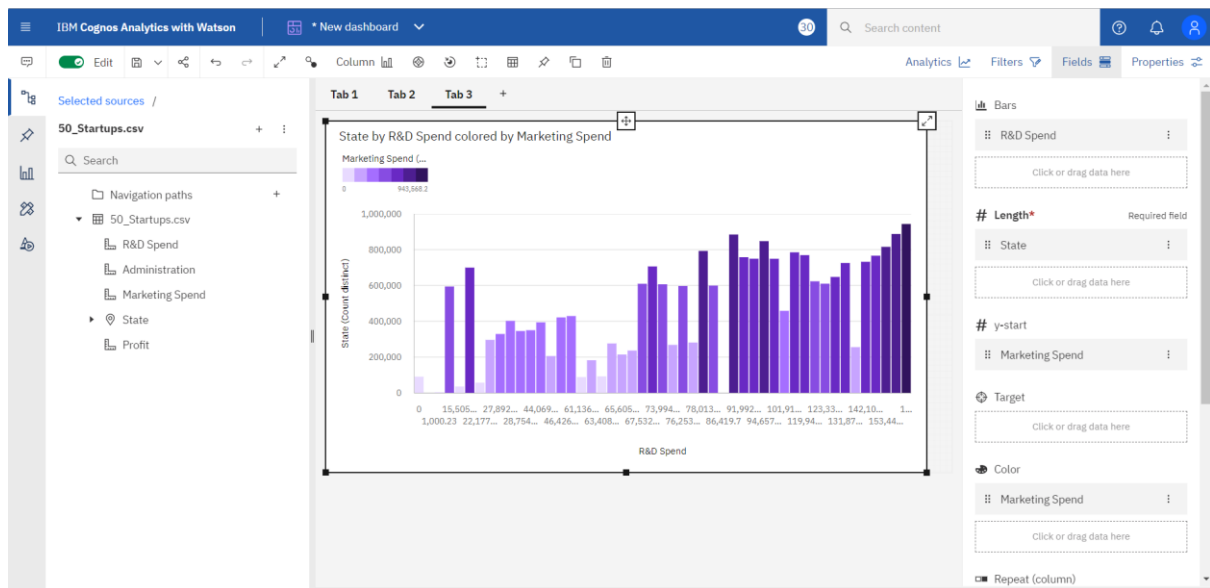 IBM Cognos Analytics with Watson
* New dashboard
30
Search content
Edit
Column
Analytics
Filters
Fields
Properties
Selected sources /
50_Startups.csv
Search
Navigation paths
50_Startups.csv
R&D Spend
Administration
Marketing Spend
State
Profit
Tab 1 Tab 2 Tab 3
State by R&D Spend colored by Marketing Spend
Marketing Spend (...
0 943,568.2
1,000,000
800,000
600,000
400,000
200,000
0
State (Count distinct)
0 15,505... 27,892... 44,069... 61,136... 65,605... 73,994... 78,013... 91,992... 101,91... 123,33... 142,10... 1...
1,000.23 22,177... 28,754... 46,426... 63,408... 67,532... 76,253... 86,419.7 94,657... 119,94... 131,87... 153,44...
R&D Spend
Bars
R&D Spend
Click or drag data here
# Length* Required field
State
Click or drag data here
# y-start
Marketing Spend
Target
Click or drag data here
Color
Marketing Spend
Click or drag data here
Repeat (column)